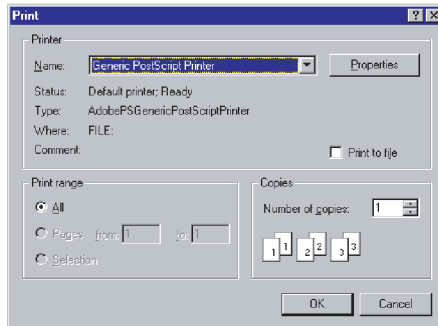 Print
Printer
Name: Generic PostScript Printer Properties
Status: Default printer; Ready
Type: AdobePSGenericPostScriptPrinter
Where: FILE:
Comment: Print to file
Print range
All
Pages from: 1 to: 1
Selection
Copies
Number of copies: 1
1 1 2 2 3 3
OK Cancel